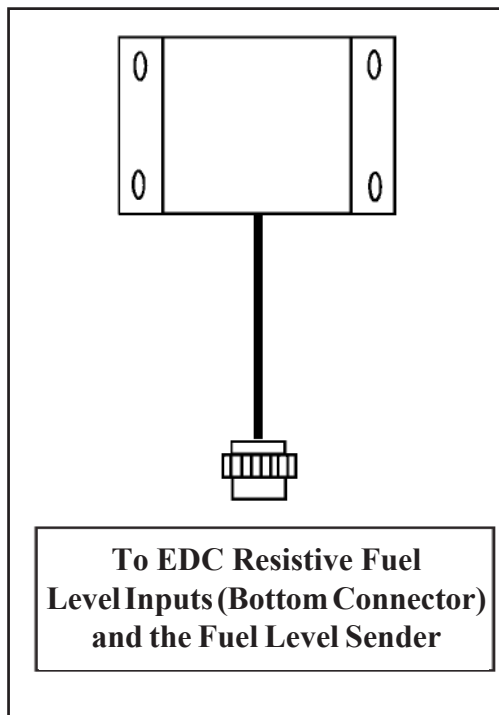 To EDC Resistive Fuel
Level Inputs (Bottom Connector)
and the Fuel Level Sender